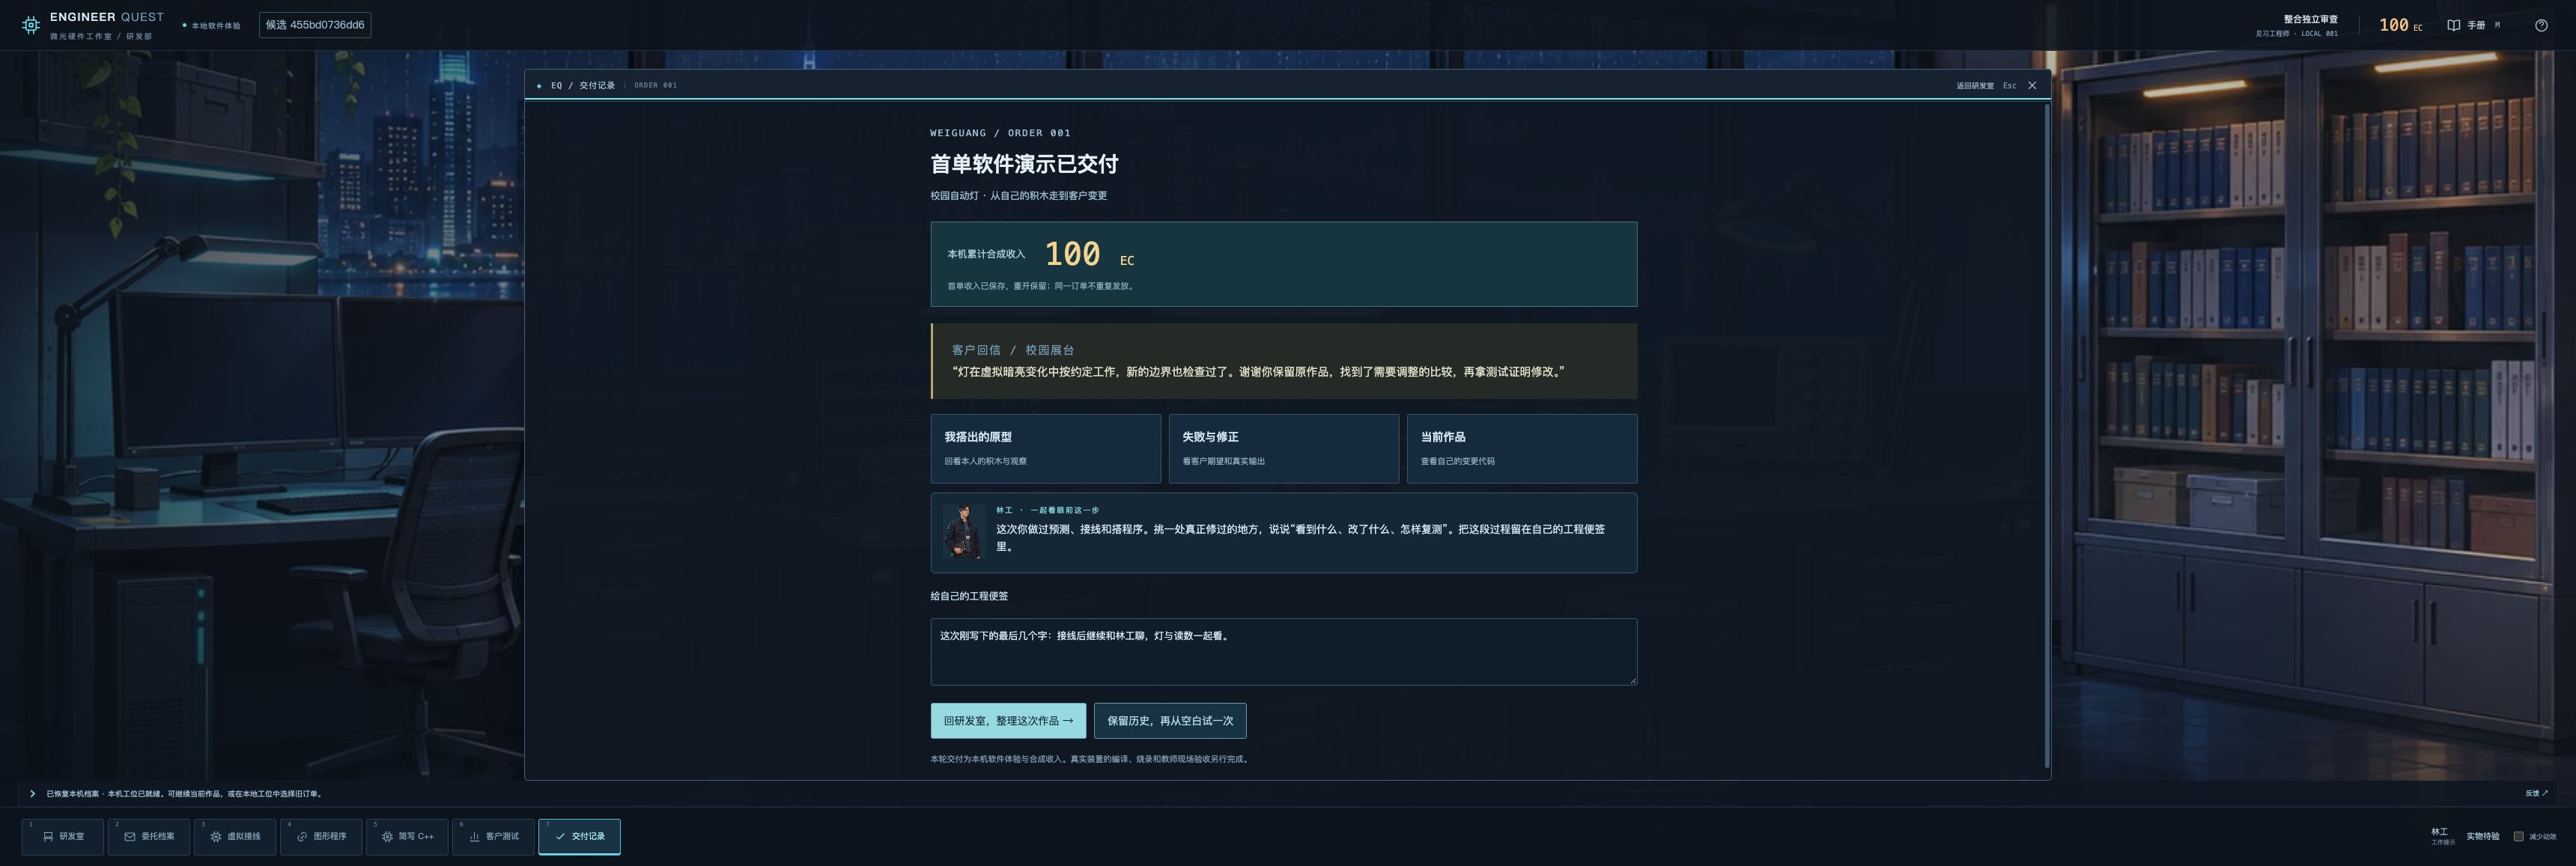 ENGINEER QUEST
微光硬件工作室 / 研发部
本地软件体验
候选 455bd0736dd6
整合独立审查
见习工程师 · LOCAL 001
100 EC
手册 M
EQ / 交付记录 | ORDER 001
返回研发室 Esc
WEIGUANG / ORDER 001
首单软件演示已交付
校园自动灯 · 从自己的积木走到客户变更
本机累计合成收入 100 EC
首单收入已保存，重开保留；同一订单不重复发放。
客户回信 / 校园展台
“灯在虚拟暗亮变化中按约定工作，新的边界也检查过了。谢谢你保留原作品，找到了需要调整的比较，再拿测试证明修改。”
我搭出的原型
回看本人的积木与观察
失败与修正
看客户期望和真实输出
当前作品
查看自己的变更代码
林工 · 一起看眼前这一步
这次你做过预测、接线和搭程序。挑一处真正修过的地方，说说“看到什么、改了什么、怎样复测”。把这段过程留在自己的工程便签
里。
给自己的工程便签
这次刚写下的最后几个字：接线后继续和林工聊，灯与读数一起看。
回研发室，整理这次作品 →
保留历史，再从空白试一次
本轮交付为本机软件体验与合成收入。真实装置的编译、烧录和教师现场验收另行完成。
已恢复本机档案 · 本机工位已就绪。可继续当前作品，或在本地工位中选择旧订单。
反馈 ↗
1 研发室
2 委托档案
3 虚拟接线
4 图形程序
5 简写 C++
6 客户测试
7 交付记录
林工
工作提示
实物待验
减少动效